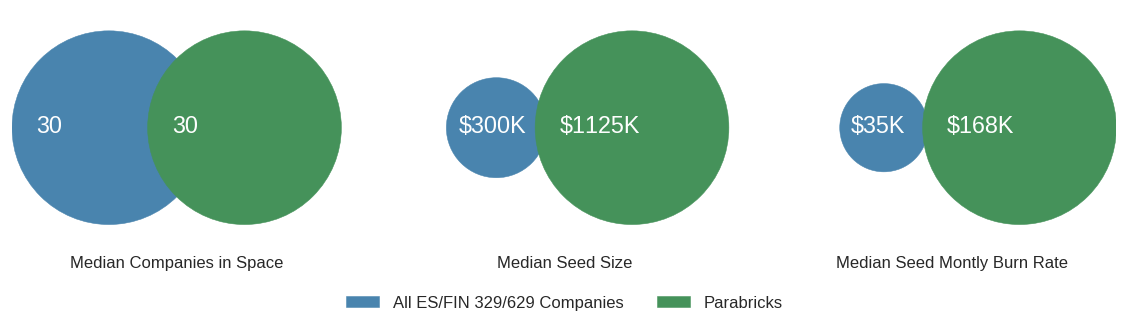 30
30
$300K
$1125K
$35K
$168K
Median Companies in Space
Median Seed Size
Median Seed Montly Burn Rate
All ES/FIN 329/629 Companies
Parabricks